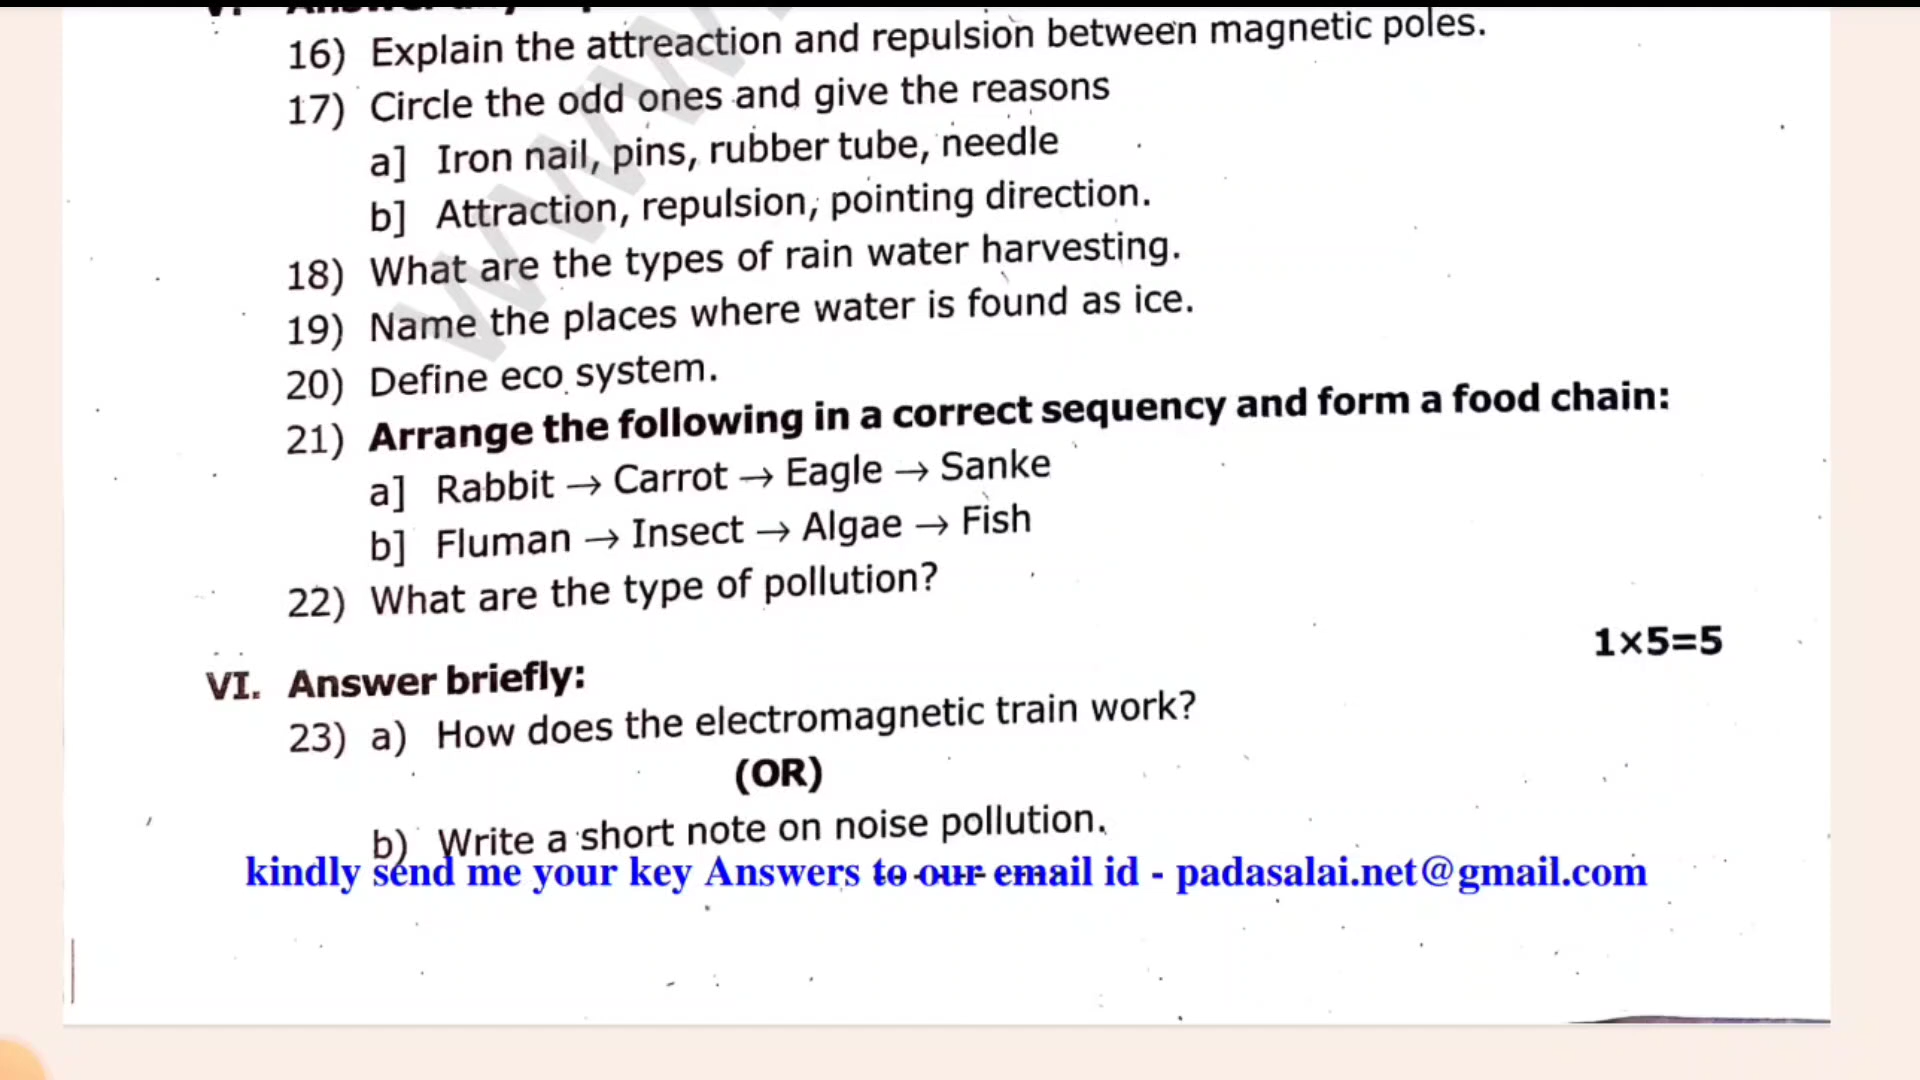 16) Explain the attreaction and repulsion between magnetic poles.
17) Circle the odd ones and give the reasons
a] Iron nail, pins, rubber tube, needle
b] Attraction, repulsion, pointing direction.
18) What are the types of rain water harvesting.
19) Name the places where water is found as ice.
20) Define eco system.
21) Arrange the following in a correct sequency and form a food chain:
a] Rabbit → Carrot → Eagle → Sanke
b] Fluman → Insect → Algae → Fish
22) What are the type of pollution?
1×5=5
VI. Answer briefly:
23) a) How does the electromagnetic train work?
(OR)
b) Write a short note on noise pollution.
kindly send me your key Answers to our email id - padasalai.net@gmail.com